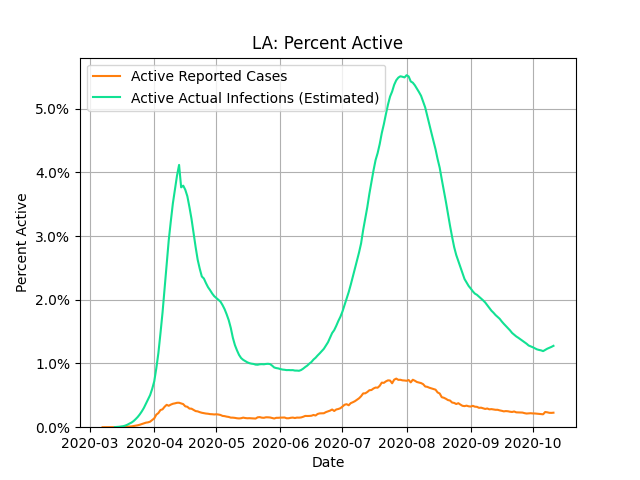 LA: Percent Active
Active Reported Cases
Active Actual Infections (Estimated)
Percent Active
5.0%
4.0%
3.0%
2.0%
1.0%
0.0%
2020-03 2020-04 2020-05 2020-06 2020-07 2020-08 2020-09 2020-10
Date